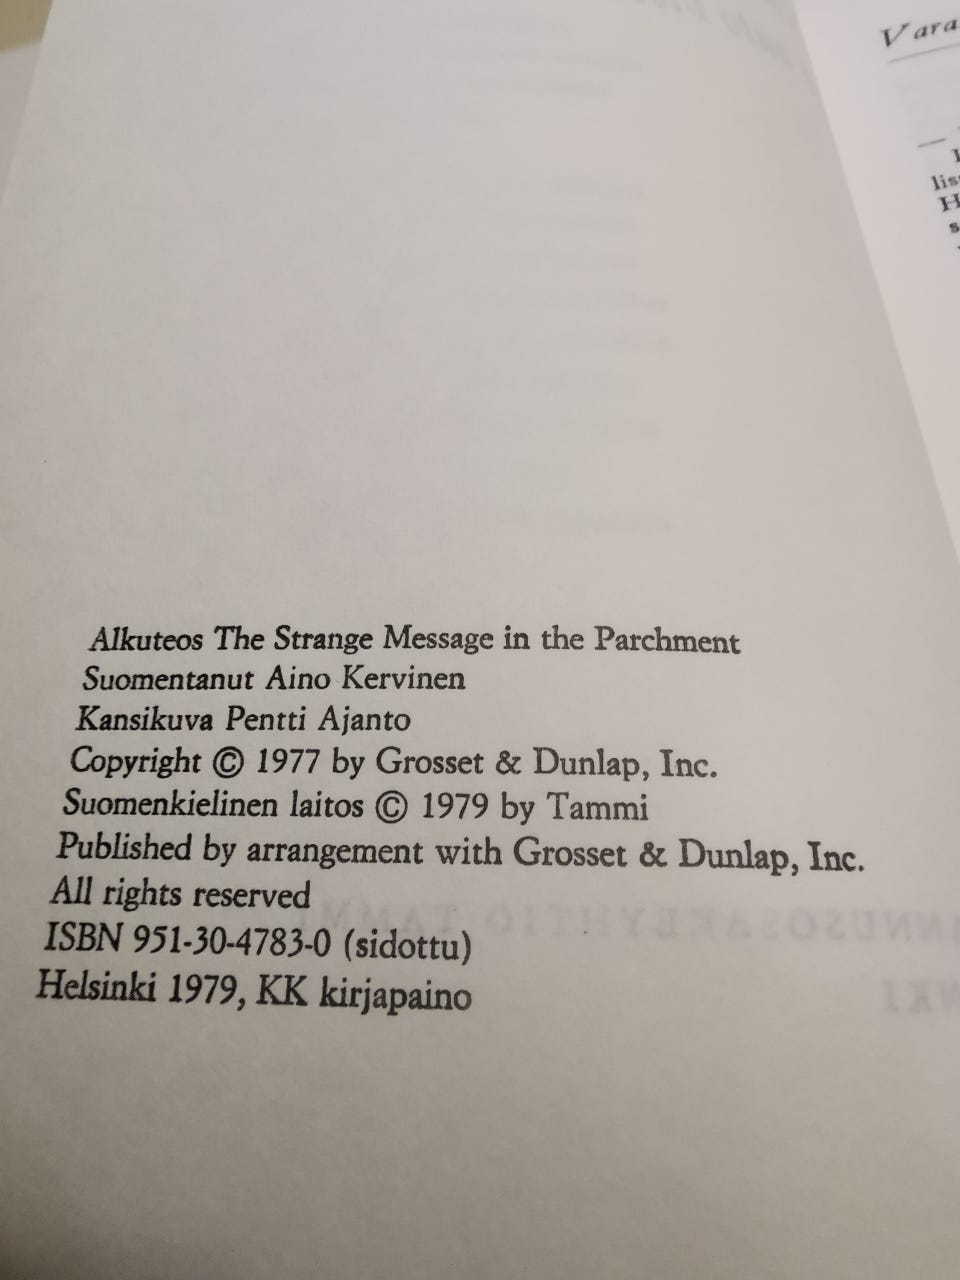 Alkuteos The Strange Message in the Parchment
Suomentanut Aino Kervinen
Kansikuva Pentti Ajanto
Copyright © 1977 by Grosset & Dunlap, Inc.
Suomenkielinen laitos © 1979 by Tammi
Published by arrangement with Grosset & Dunlap, Inc.
All rights reserved
ISBN 951-30-4783-0 (sidottu)
Helsinki 1979, KK kirjapaino